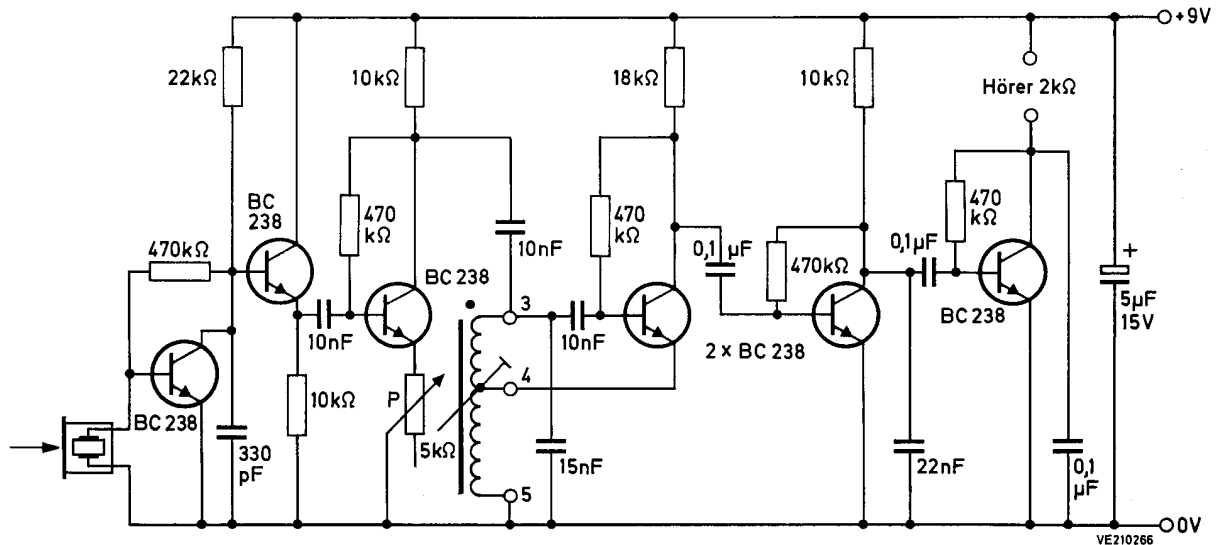 +9V
22kΩ
10kΩ
18kΩ
10kΩ
Hörer 2kΩ
BC
238
470
kΩ
10nF
470
kΩ
0,1 µF
470
kΩ
0,1µF
470kΩ
BC 238
470kΩ
+
5µF
15V
3
10nF
10nF
2 x BC 238
BC 238
BC 238
10kΩ
P
5kΩ
4
330
pF
15nF
22nF
0,1
µF
5
0V
VE210266